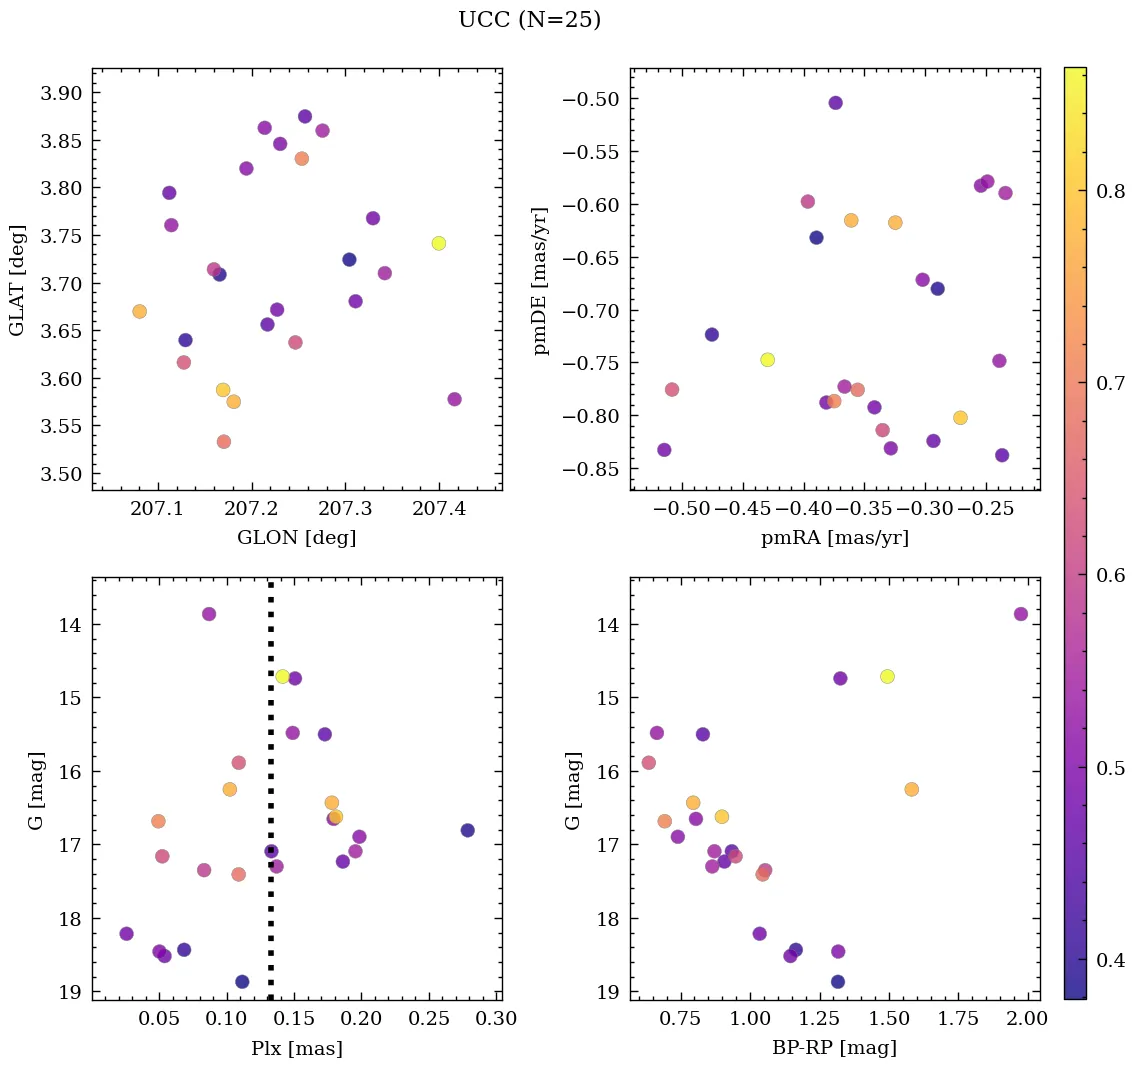 UCC (N=25)
3.90
3.85
3.80
3.75
3.70
3.65
3.60
3.55
3.50
GLAT [deg]
207.1 207.2 207.3 207.4
GLON [deg]
−0.50
−0.55
−0.60
−0.65
−0.70
−0.75
−0.80
−0.85
pmDE [mas/yr]
−0.50 −0.45 −0.40 −0.35 −0.30 −0.25
pmRA [mas/yr]
14
15
16
17
18
19
G [mag]
0.05 0.10 0.15 0.20 0.25 0.30
Plx [mas]
14
15
16
17
18
19
G [mag]
0.75 1.00 1.25 1.50 1.75 2.00
BP-RP [mag]
0.8
0.7
0.6
0.5
0.4